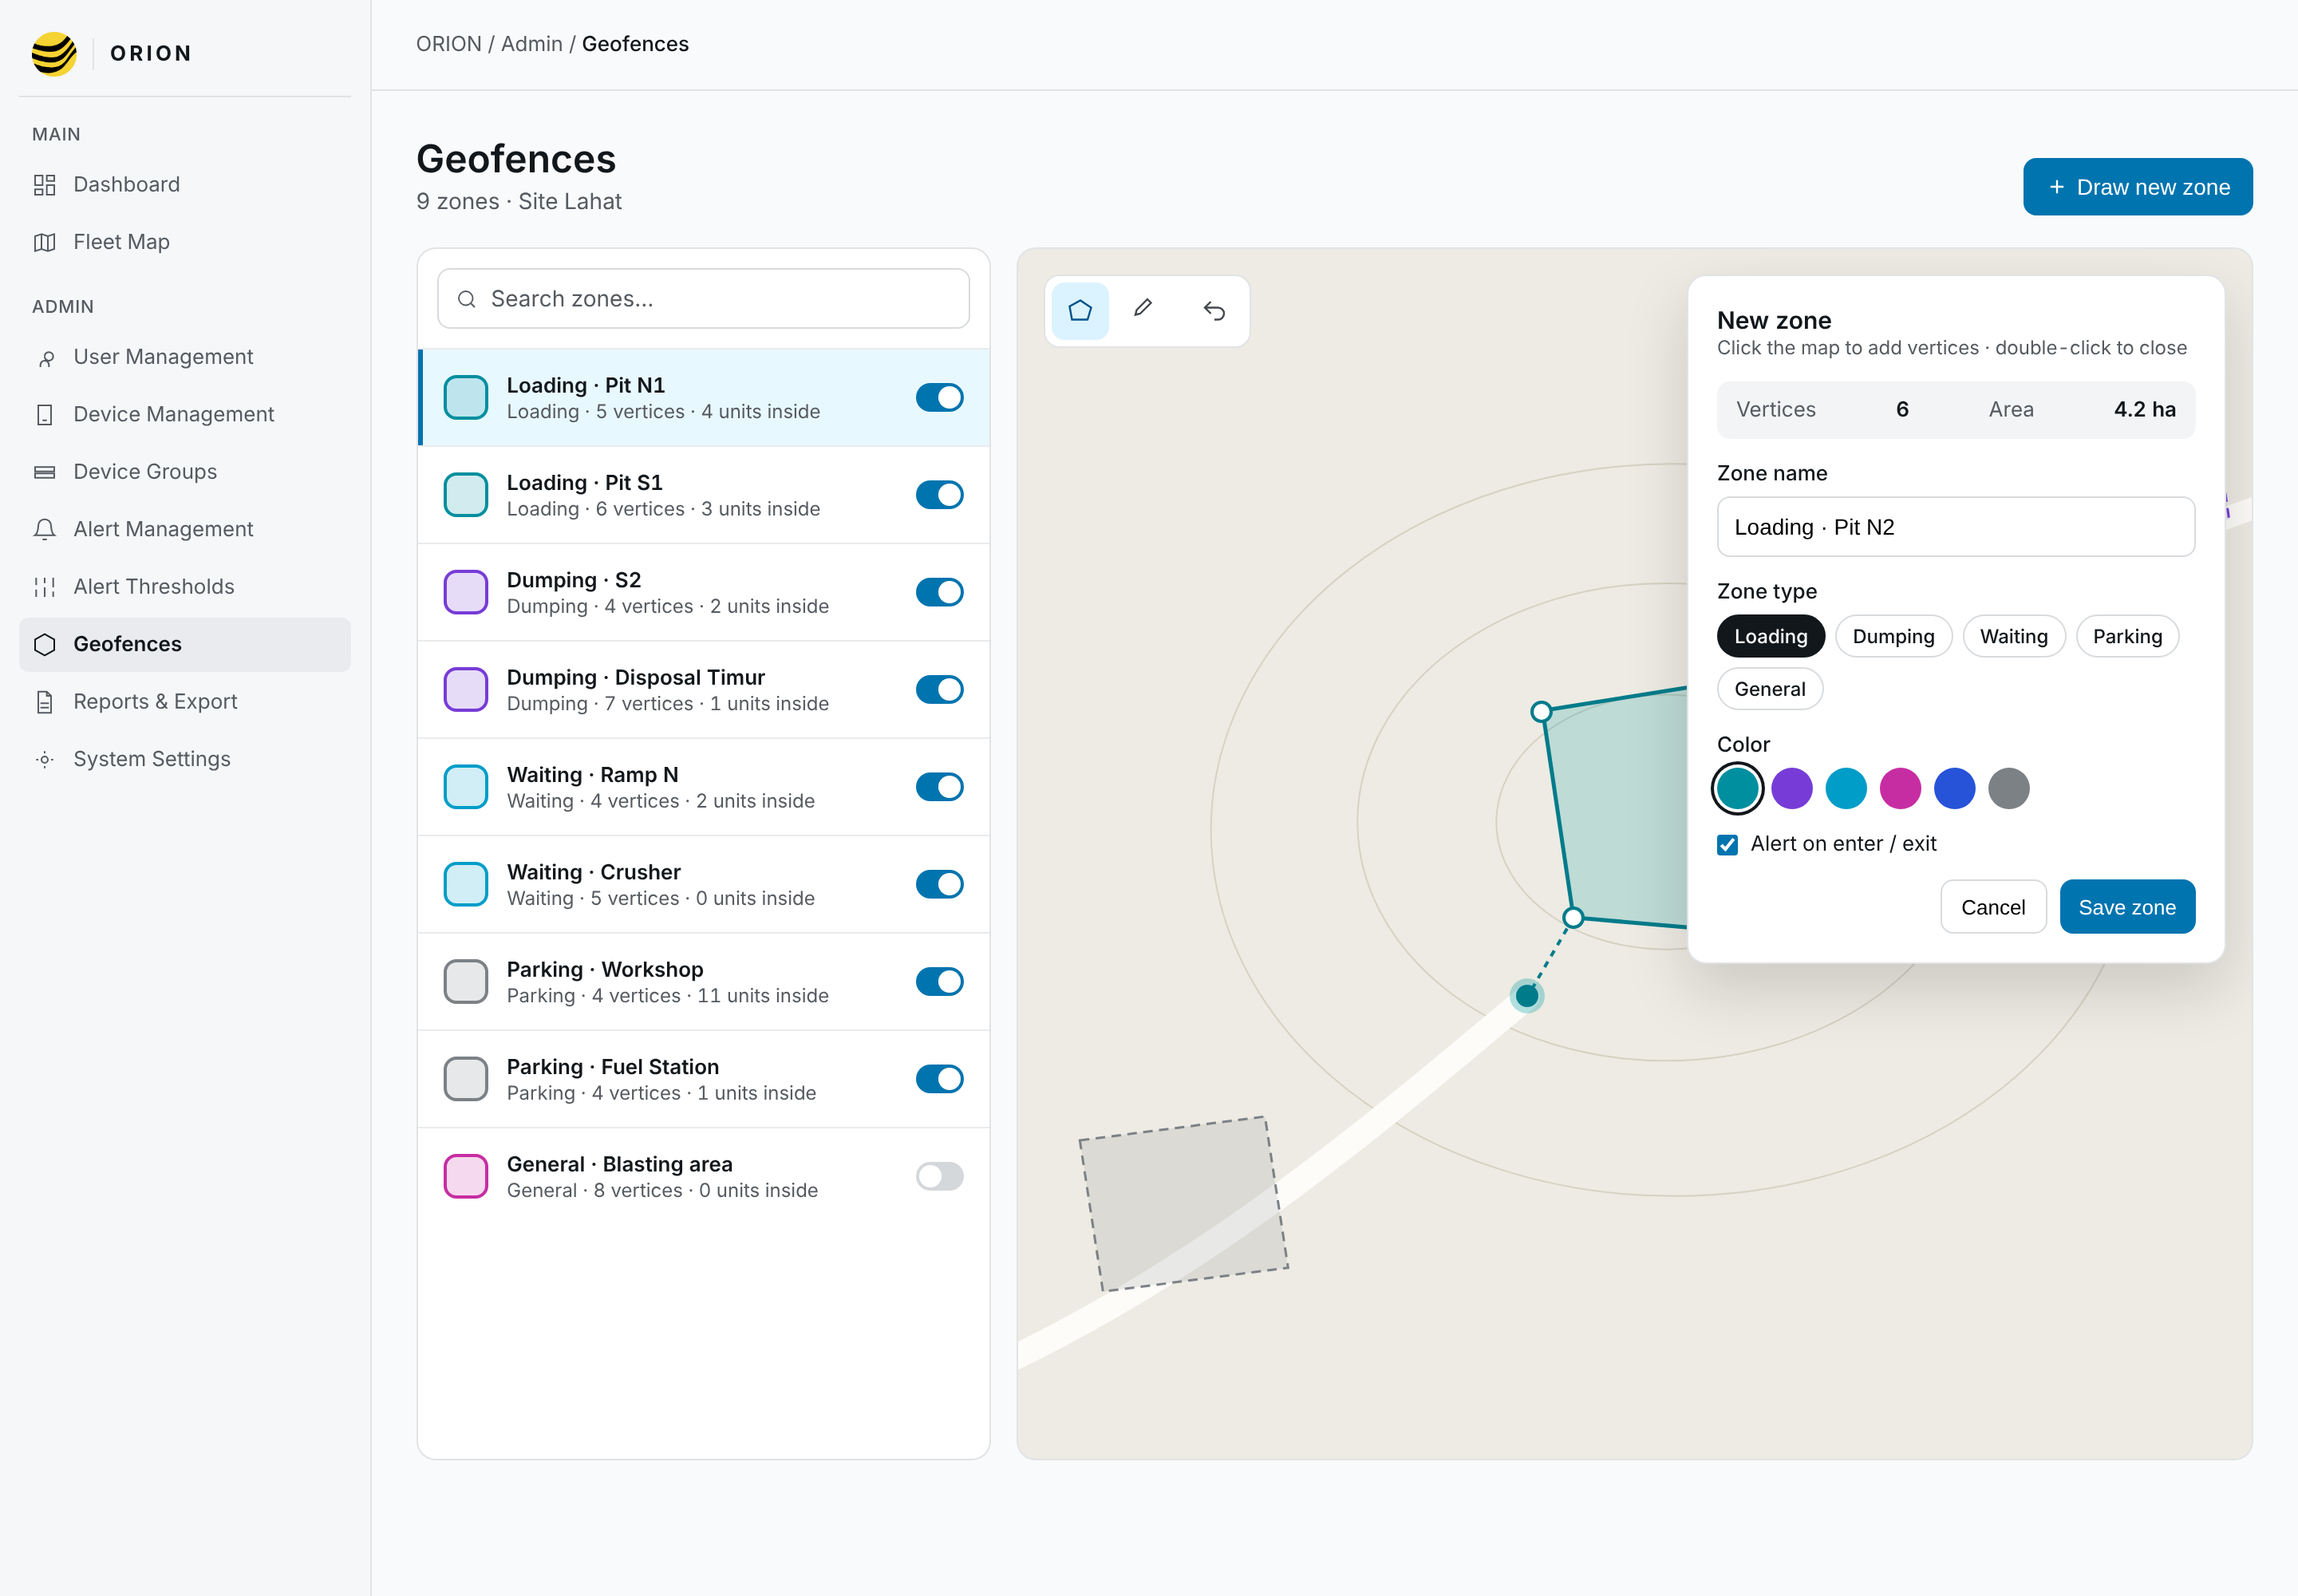 ORION
MAIN
Dashboard
Fleet Map
ADMIN
User Management
Device Management
Device Groups
Alert Management
Alert Thresholds
Geofences
Reports & Export
System Settings
ORION / Admin / Geofences
Geofences
9 zones · Site Lahat
+ Draw new zone
Search zones...
Loading · Pit N1
Loading · 5 vertices · 4 units inside
Loading · Pit S1
Loading · 6 vertices · 3 units inside
Dumping · S2
Dumping · 4 vertices · 2 units inside
Dumping · Disposal Timur
Dumping · 7 vertices · 1 units inside
Waiting · Ramp N
Waiting · 4 vertices · 2 units inside
Waiting · Crusher
Waiting · 5 vertices · 0 units inside
Parking · Workshop
Parking · 4 vertices · 11 units inside
Parking · Fuel Station
Parking · 4 vertices · 1 units inside
General · Blasting area
General · 8 vertices · 0 units inside
New zone
Click the map to add vertices · double-click to close
Vertices 6 Area 4.2 ha
Zone name
Loading · Pit N2
Zone type
Loading Dumping Waiting Parking
General
Color
Alert on enter / exit
Cancel Save zone